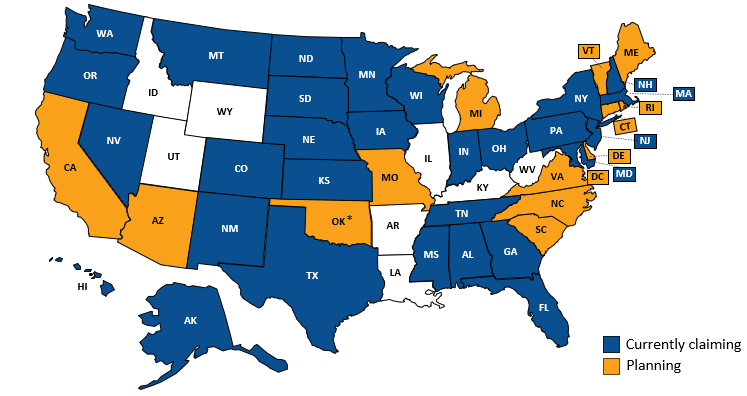 WA
MT
ND
MN
VT
ME
OR
ID
SD
WI
NH
MA
WY
MI
NY
RI
CT
NV
NE
IA
PA
NJ
UT
CO
IL
IN
OH
DE
CA
KS
MO
WV
VA
MD
DC
KY
AZ
NM
OK*
AR
TN
NC
SC
TX
LA
MS
AL
GA
HI
AK
FL
Currently claiming
Planning